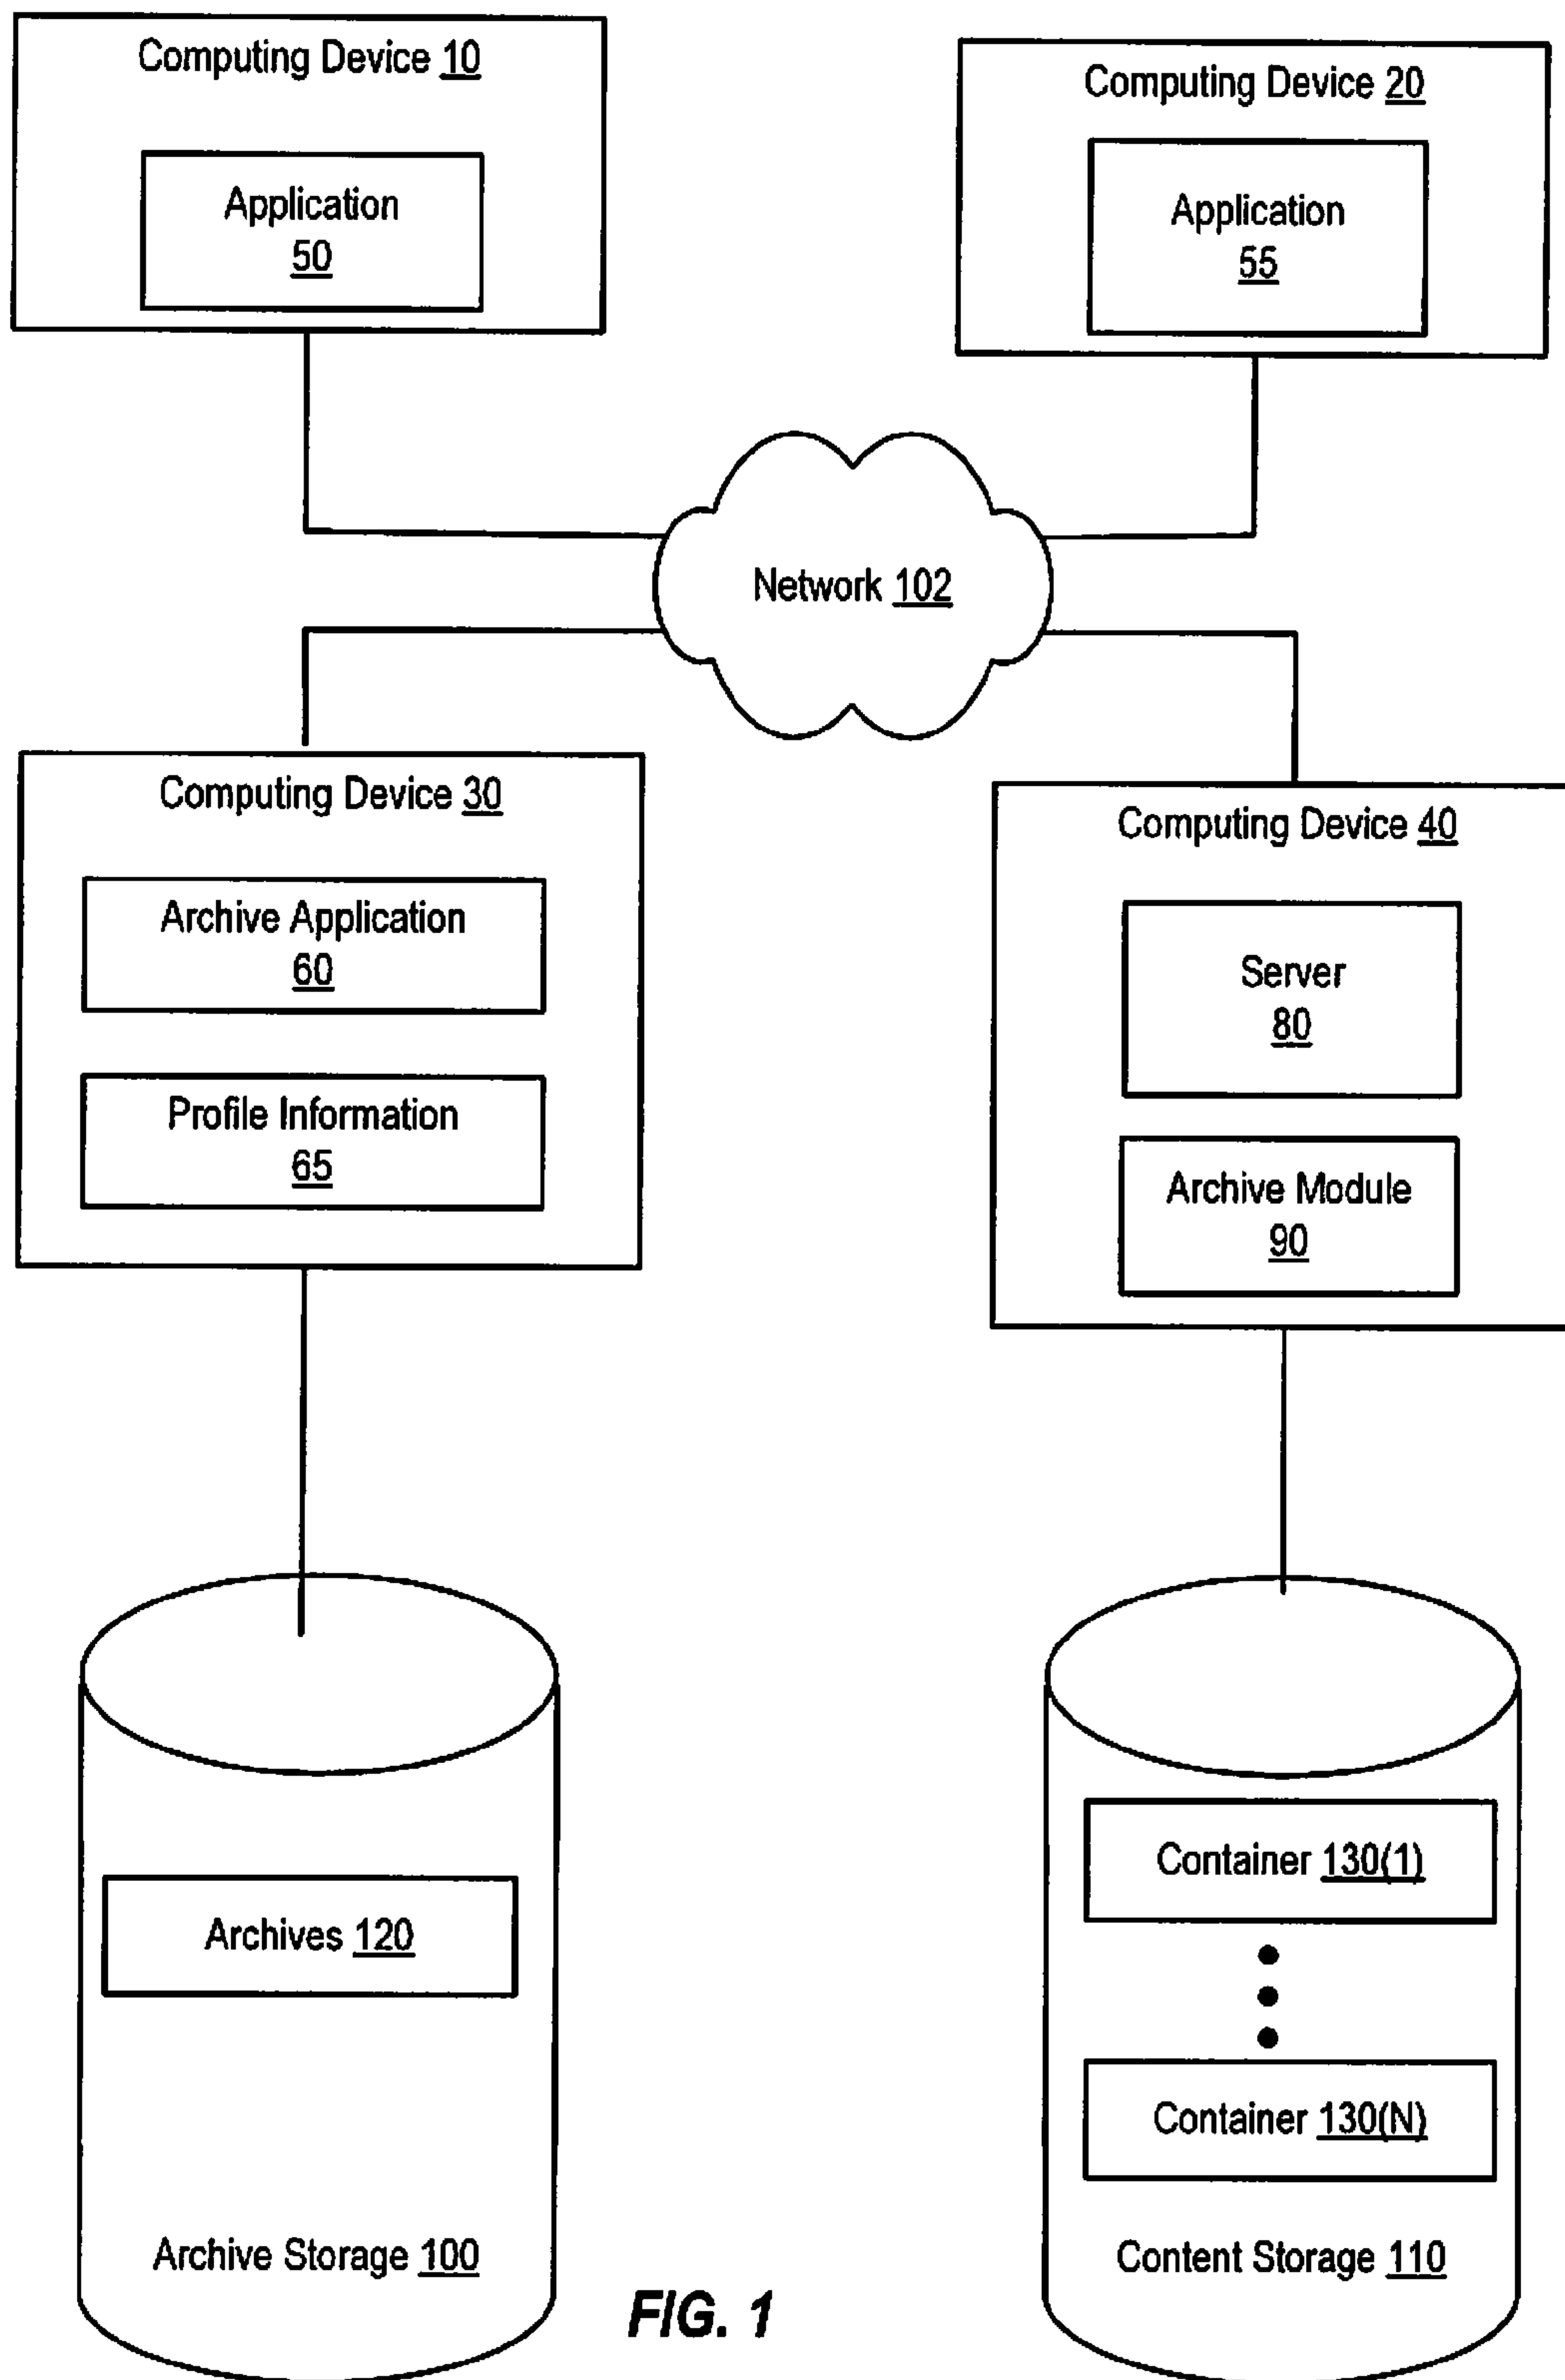 Computing Device 10
Application
50
Computing Device 20
Application
55
Network 102
Computing Device 30
Archive Application
60
Profile Information
65
Computing Device 40
Server
80
Archive Module
90
Archives 120
Archive Storage 100
Container 130(1)
Container 130(N)
Content Storage 110
FIG. 1